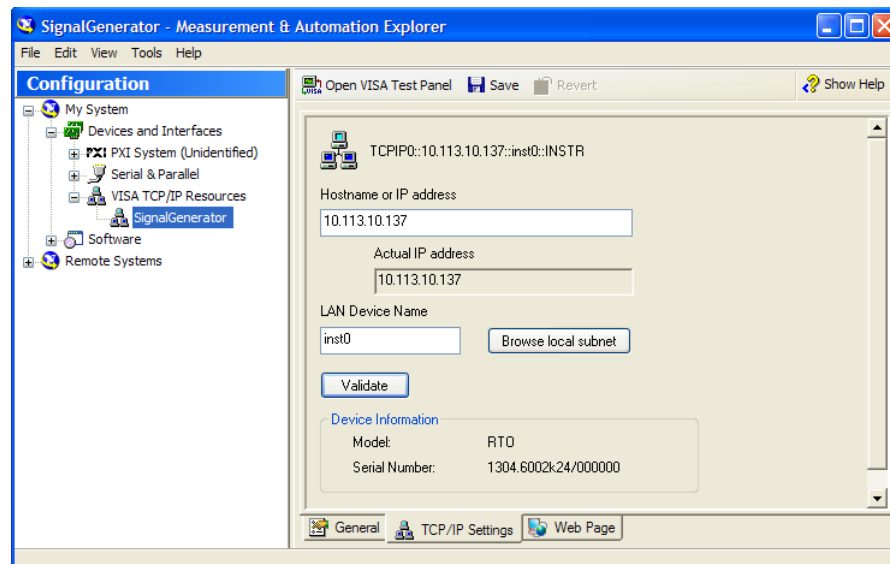 SignalGenerator - Measurement & Automation Explorer
File Edit View Tools Help
Configuration
My System
Devices and Interfaces
PXI PXI System (Unidentified)
Serial & Parallel
VISA TCP/IP Resources
SignalGenerator
Software
Remote Systems
VISA Open VISA Test Panel Save Revert Show Help
TCPIP0::10.113.10.137::inst0::INSTR
Hostname or IP address
10.113.10.137
Actual IP address
10.113.10.137
LAN Device Name
inst0 Browse local subnet
Validate
Device Information
Model: RTO
Serial Number: 1304.6002k24/000000
General TCP/IP Settings Web Page